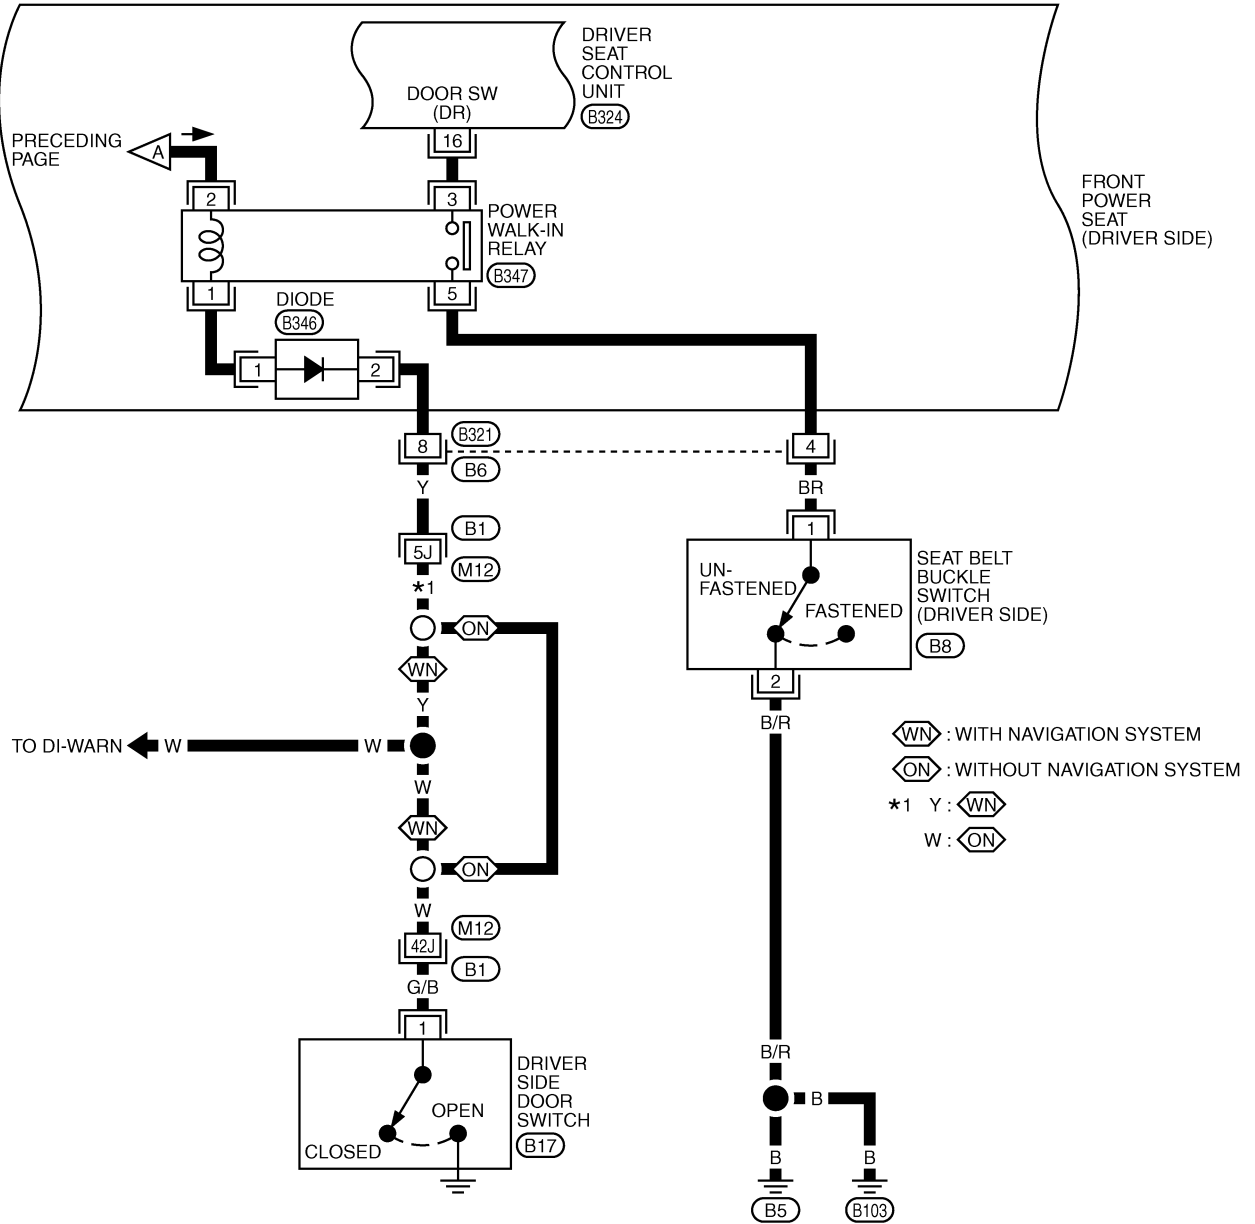 DRIVER
SEAT
CONTROL
UNIT
B324
DOOR SW
(DR)
16
PRECEDING
PAGE
A
2
3
POWER
WALK-IN
RELAY
B347
FRONT
POWER
SEAT
(DRIVER SIDE)
1
5
DIODE
B346
1
2
8
B321
B6
4
Y
BR
B1
5J
M12
*1
1
UN-
FASTENED
FASTENED
SEAT BELT
BUCKLE
SWITCH
(DRIVER SIDE)
B8
2
B/R
ON
WN
Y
TO DI-WARN
W
W
W
WN
ON
W
WN : WITH NAVIGATION SYSTEM
ON : WITHOUT NAVIGATION SYSTEM
*1 Y : WN
W : ON
M12
42J
B1
G/B
1
DRIVER
SIDE
DOOR
SWITCH
B17
OPEN
CLOSED
B/R
B
B
B
B5
B103